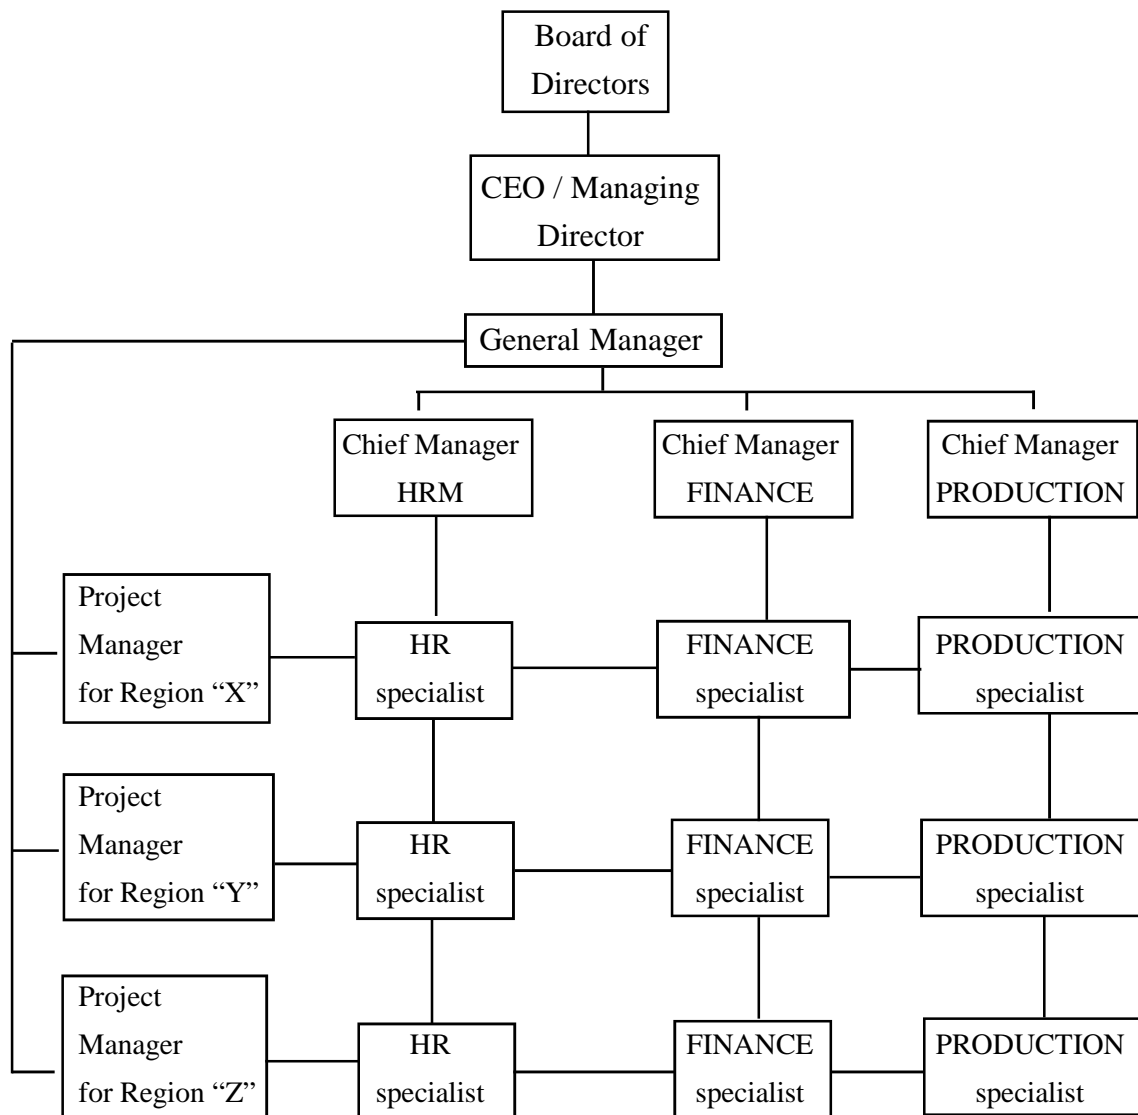 Board of
Directors
CEO / Managing
Director
General Manager
Chief Manager
HRM
Chief Manager
FINANCE
Chief Manager
PRODUCTION
Project
Manager
for Region “X”
HR
specialist
FINANCE
specialist
PRODUCTION
specialist
Project
Manager
for Region “Y”
HR
specialist
FINANCE
specialist
PRODUCTION
specialist
Project
Manager
for Region “Z”
HR
specialist
FINANCE
specialist
PRODUCTION
specialist